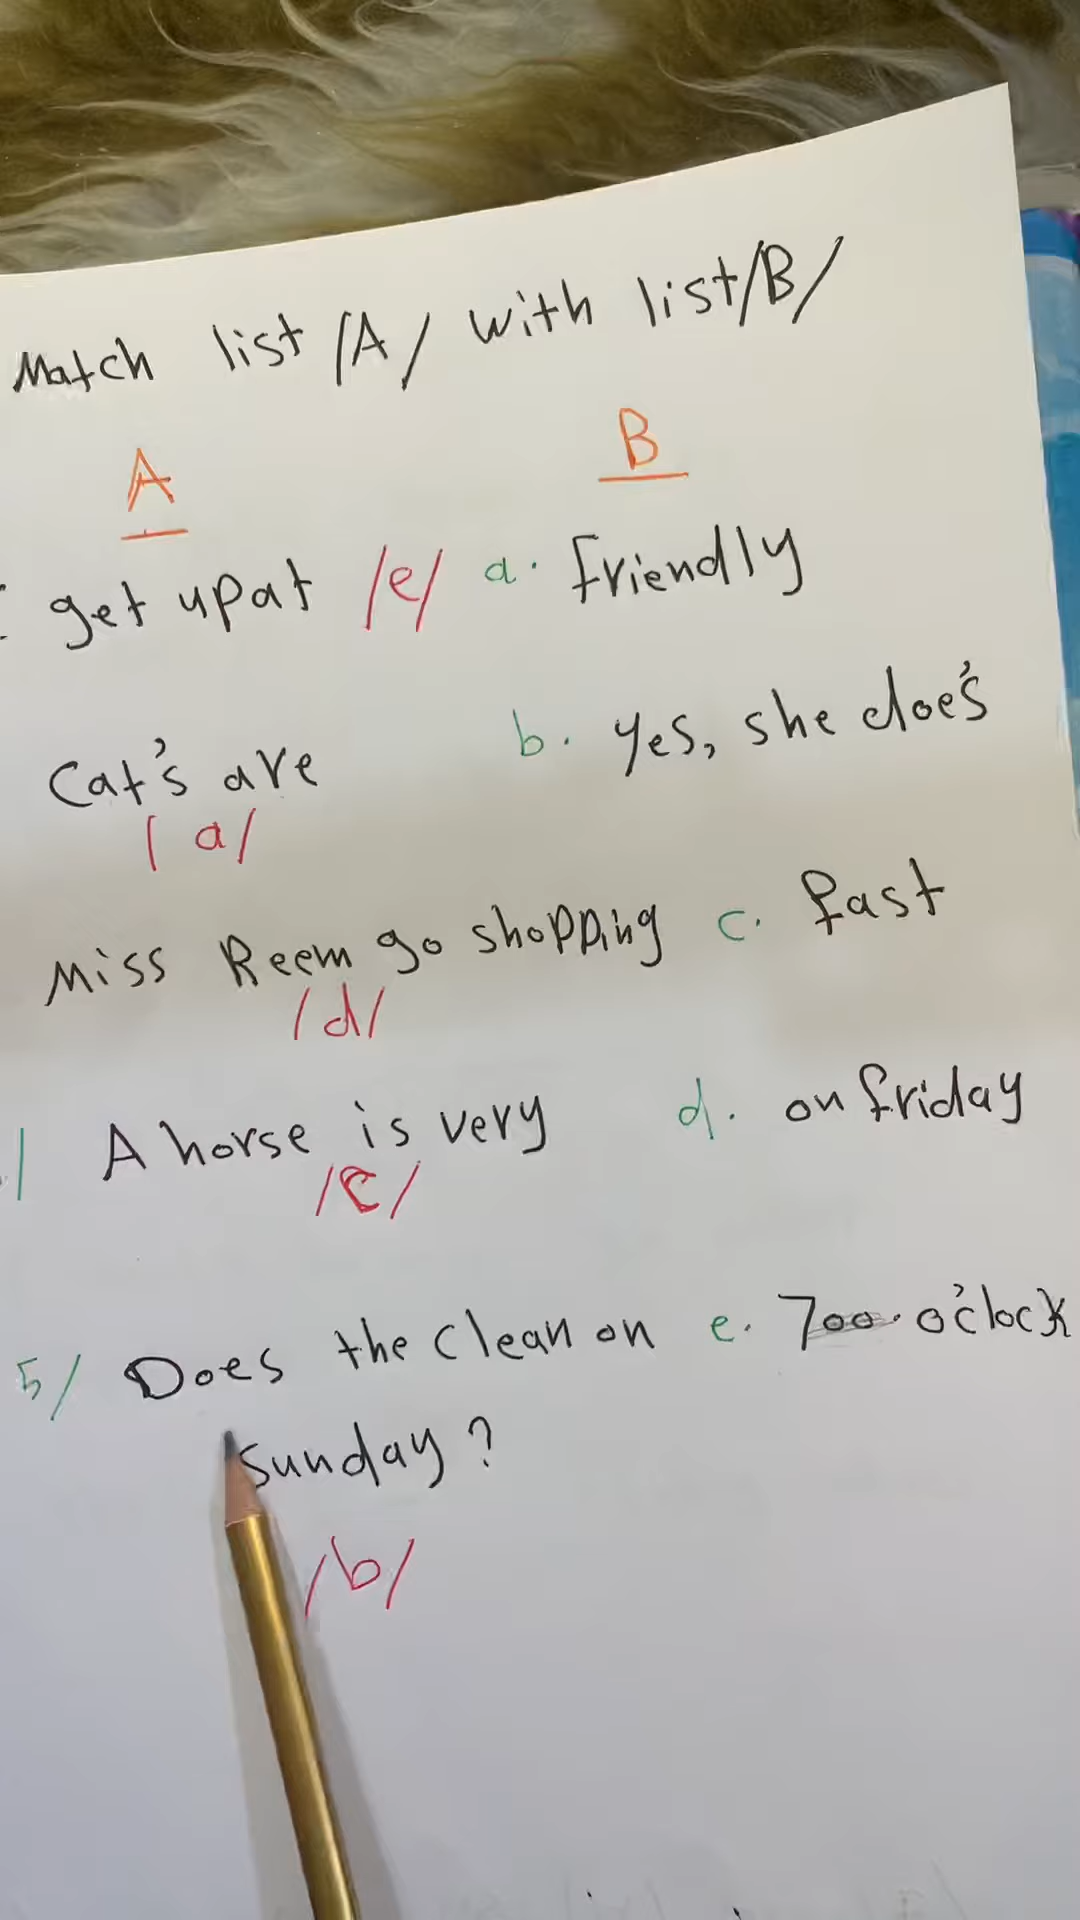 Match list /A/ with list /B/
A B
get upat /e/ a. friendly
Cat's are b. yes, she doe's
/a/
Miss Reem go shopping c. fast
/d/
/ A horse is very d. on friday
/c/
5/ Does the clean on e. 700. o'clock
sunday?
/b/